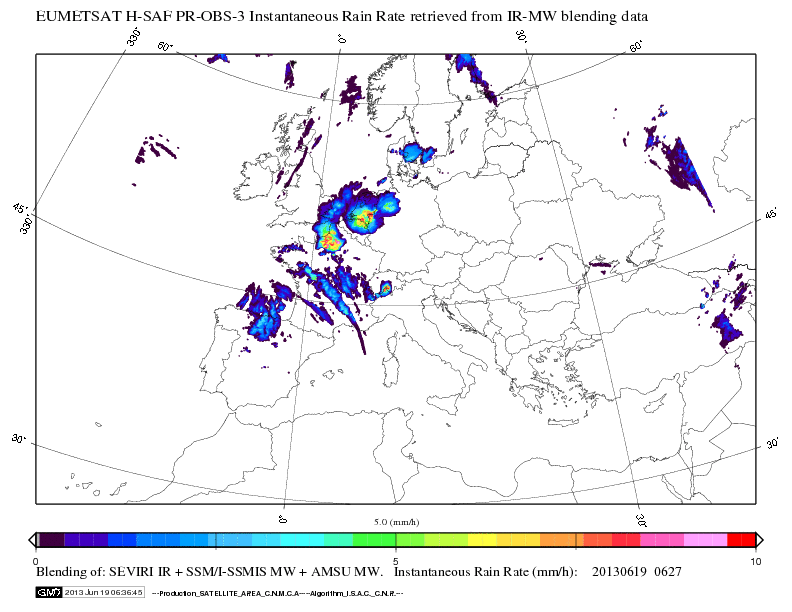 EUMETSAT H-SAF PR-OBS-3 Instantaneous Rain Rate retrieved from IR-MW blending data
330° 60° 0° 30° 60°
45° 330° 45°
30° 30°
0° 30°
5.0 (mm/h)
0 5 10
Blending of: SEVIRI IR + SSM/I-SSMIS MW + AMSU MW. Instantaneous Rain Rate (mm/h): 20130619 0627
GMD 2013 Jun 19 06:36:45 ---Production_SATELLITE_AREA_C.N.M.C.A----Algorithm_I.S.A.C._C.N.R.---